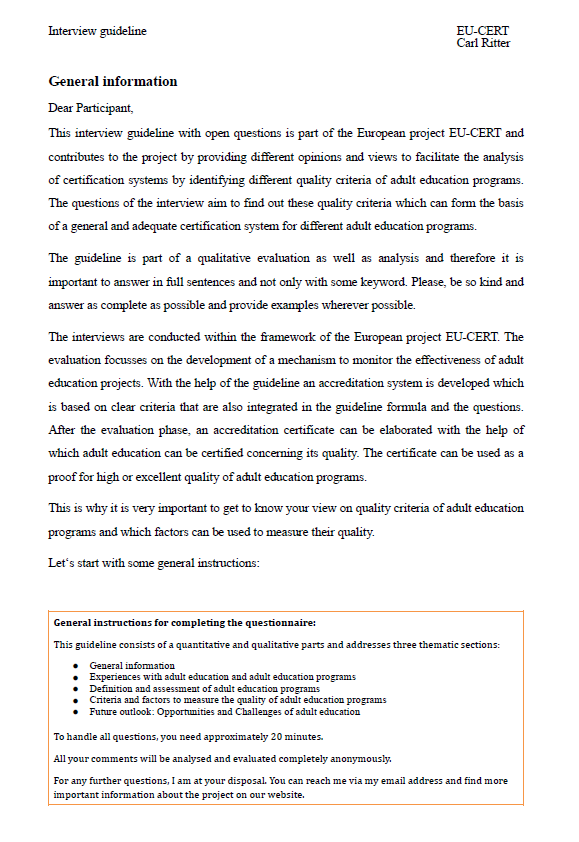 Interview guideline
EU-CERT
Carl Ritter
General information
Dear Participant,
This interview guideline with open questions is part of the European project EU-CERT and
contributes to the project by providing different opinions and views to facilitate the analysis
of certification systems by identifying different quality criteria of adult education programs.
The questions of the interview aim to find out these quality criteria which can form the basis
of a general and adequate certification system for different adult education programs.
The guideline is part of a qualitative evaluation as well as analysis and therefore it is
important to answer in full sentences and not only with some keyword. Please, be so kind and
answer as complete as possible and provide examples wherever possible.
The interviews are conducted within the framework of the European project EU-CERT. The
evaluation focusses on the development of a mechanism to monitor the effectiveness of adult
education projects. With the help of the guideline an accreditation system is developed which
is based on clear criteria that are also integrated in the guideline formula and the questions.
After the evaluation phase, an accreditation certificate can be elaborated with the help of
which adult education can be certified concerning its quality. The certificate can be used as a
proof for high or excellent quality of adult education programs.
This is why it is very important to get to know your view on quality criteria of adult education
programs and which factors can be used to measure their quality.
Let's start with some general instructions:
General instructions for completing the questionnaire:
This guideline consists of a quantitative and qualitative parts and addresses three thematic sections:
● General information
● Experiences with adult education and adult education programs
● Definition and assessment of adult education programs
● Criteria and factors to measure the quality of adult education programs
● Future outlook: Opportunities and Challenges of adult education
To handle all questions, you need approximately 20 minutes.
All your comments will be analysed and evaluated completely anonymously.
For any further questions, I am at your disposal. You can reach me via my email address and find more
important information about the project on our website.